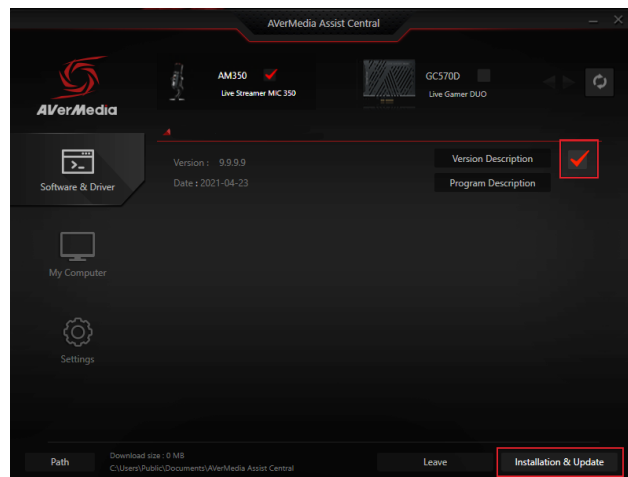 AVerMedia Assist Central
AVerMedia
AM350
Live Streamer MIC 350
GC570D
Live Gamer DUO
Software & Driver
Version : 9.9.9.9
Date : 2021-04-23
Version Description
Program Description
My Computer
Settings
Path
Download size : 0 MB
C:\Users\Public\Documents\AVerMedia Assist Central
Leave
Installation & Update